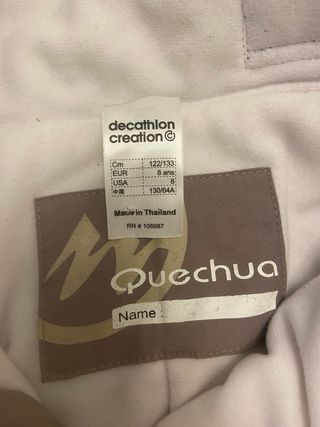 decathlon
creation©
Cm 122/133
EUR 8 ans
USA 8
中国 130/64A
Made in Thailand
RN # 106987
Quechua
Name :